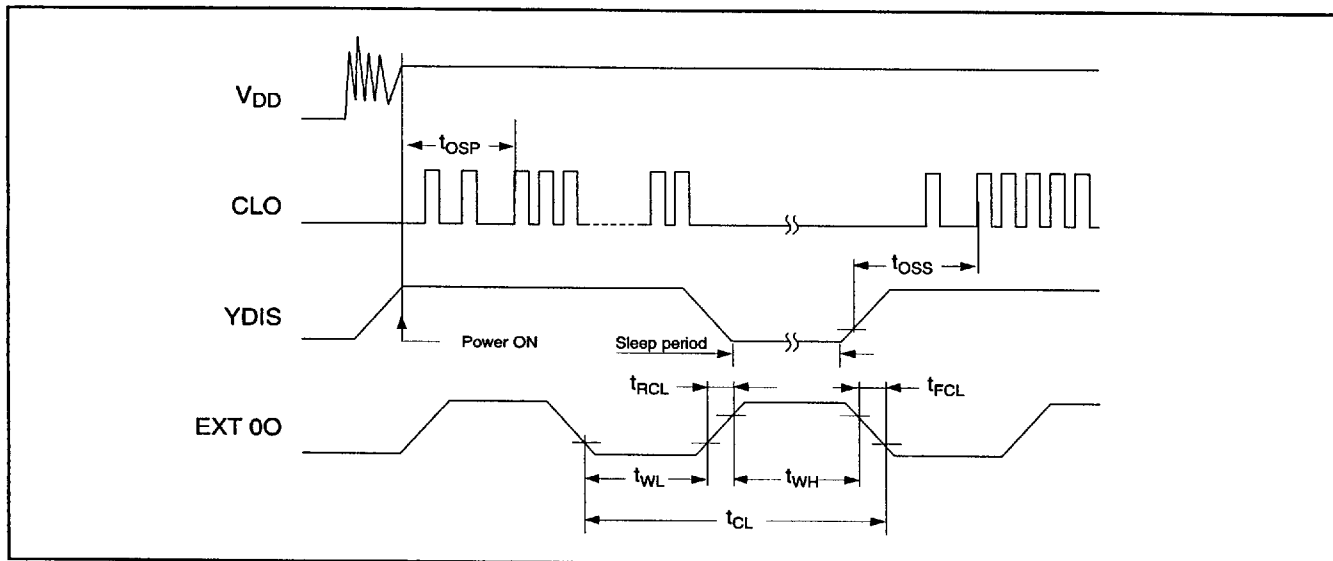 VDD
tOSP
CLO
tOSS
YDIS
Power ON
Sleep period
tRCL
tFCL
EXT 0O
tWL
tWH
tCL